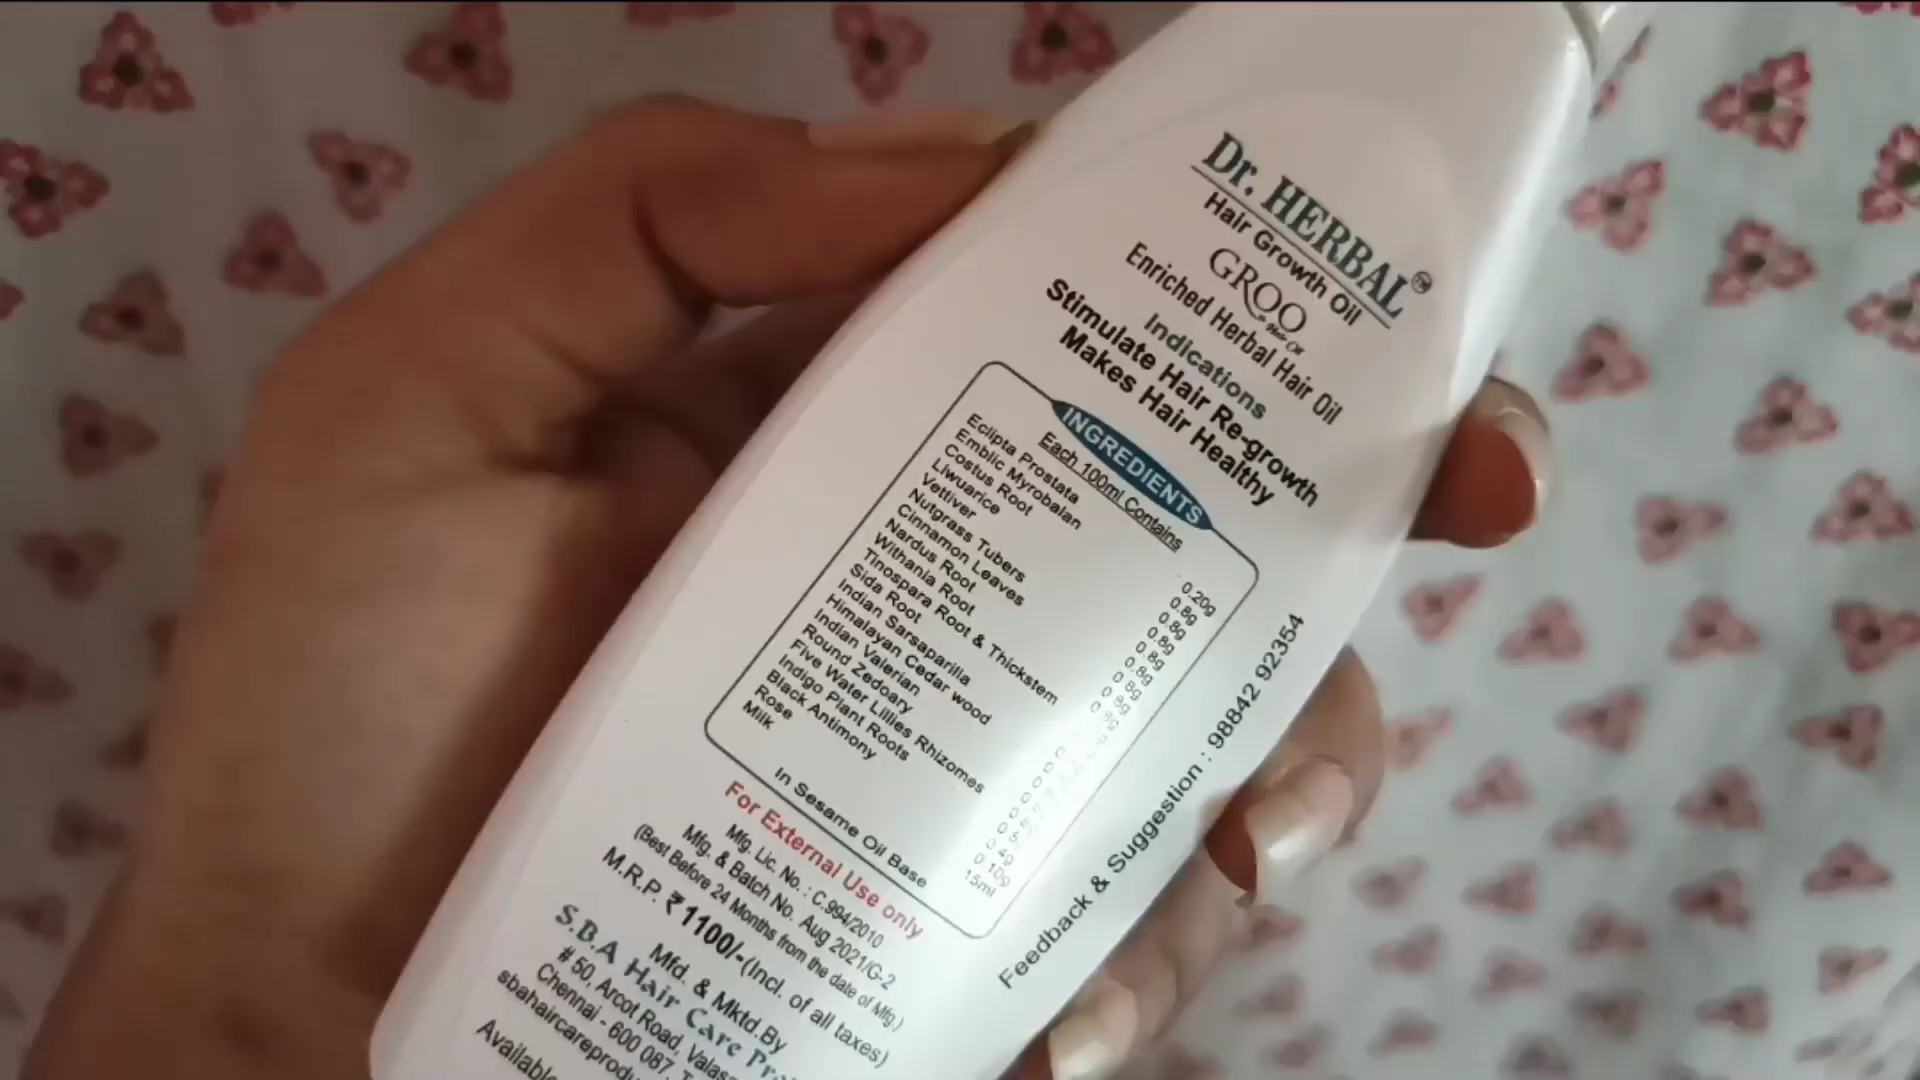 Dr. HERBAL™
Hair Growth Oil
GROO
Hair Oil
Enriched Herbal Hair Oil
Indications
Stimulate Hair Re-growth
Makes Hair Healthy
INGREDIENTS
Each 100ml Contains
Eclipta Prostata 0.20g
Emblic Myrobalan 0.8g
Costus Root 0.8g
Liwuarice 0.8g
Vettiver 0.8g
Nutgrass Tubers 0.8g
Cinnamon Leaves 0.8g
Nardus Root 0.8g
Withania Root
Tinospara Root & Thickstem
Sida Root
Indian Sarsaparilla
Himalayan Cedar wood
Indian Valerian
Round Zedoary
Five Water Lillies Rhizomes
Indigo Plant Roots
Black Antimony
Rose 0.10g
Milk 15ml
In Sesame Oil Base
For External Use only
Mfg. Lic. No. : C.994/2010
Mfg. & Batch No. Aug 2021/G-2
(Best Before 24 Months from the date of Mfg.)
M.R.P. ₹ 1100/- (Incl. of all taxes)
Mfd. & Mktd.By
S.B.A Hair Care
# 50, Arcot Road,
Chennai - 600 087,
Available
Feedback & Suggestion : 98842 92354